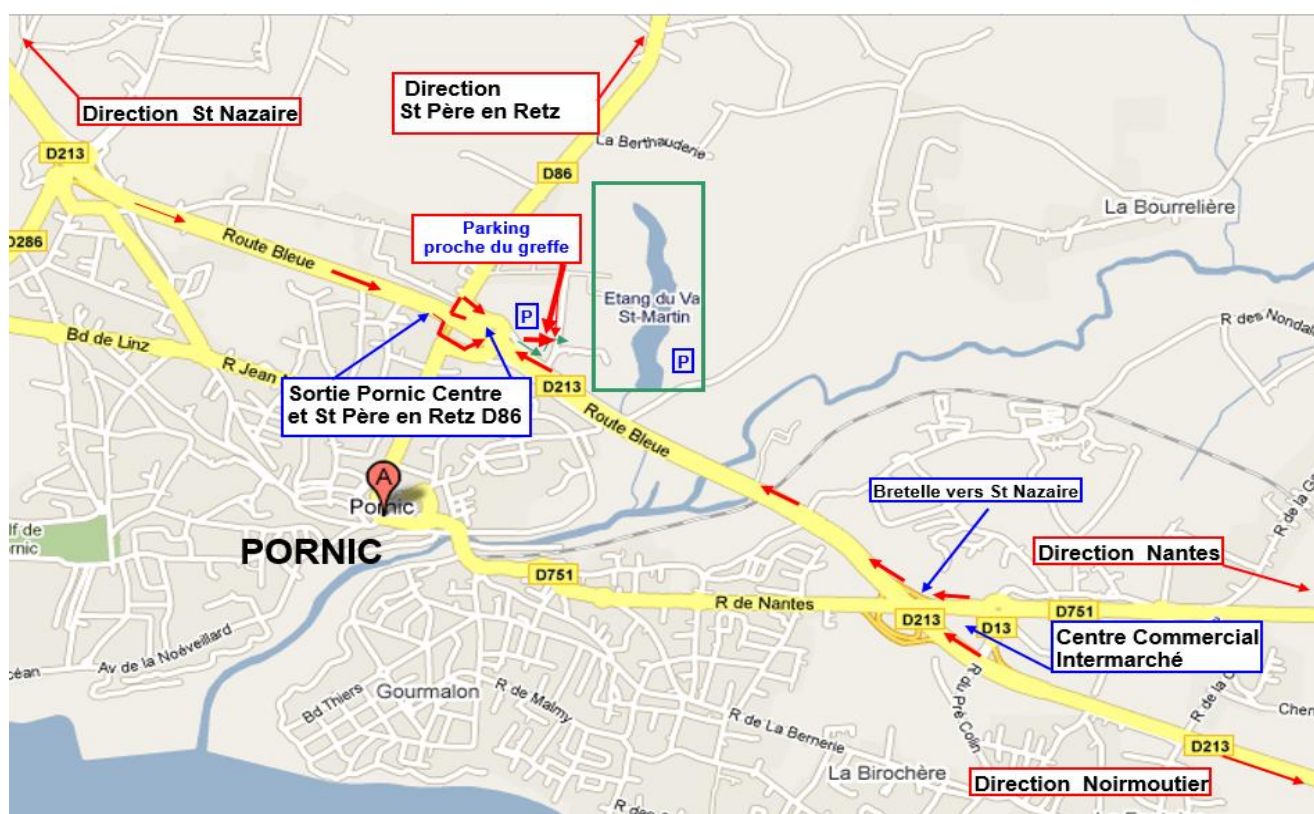 Direction St Nazaire
Direction
St Père en Retz
D213
La Berthauderie
D86
La Bourrelière
D286
Route Bleue
Parking
proche du greffe
Etang du Va
St-Martin
P
P
R des Nondai
Bd de Linz
R Jean
D213
Sortie Pornic Centre
et St Père en Retz D86
Route Bleue
A
Pornic
Bretelle vers St Nazaire
PORNIC
Direction Nantes
D751
R de Nantes
D213
D13
D751
Centre Commercial
Intermarché
Av de la Noëveillard
Gourmalon
Bd Thiers
R de Malmy
R du Pré Colin
R de La Bernerie
La Birochère
D213
Direction Noirmoutier